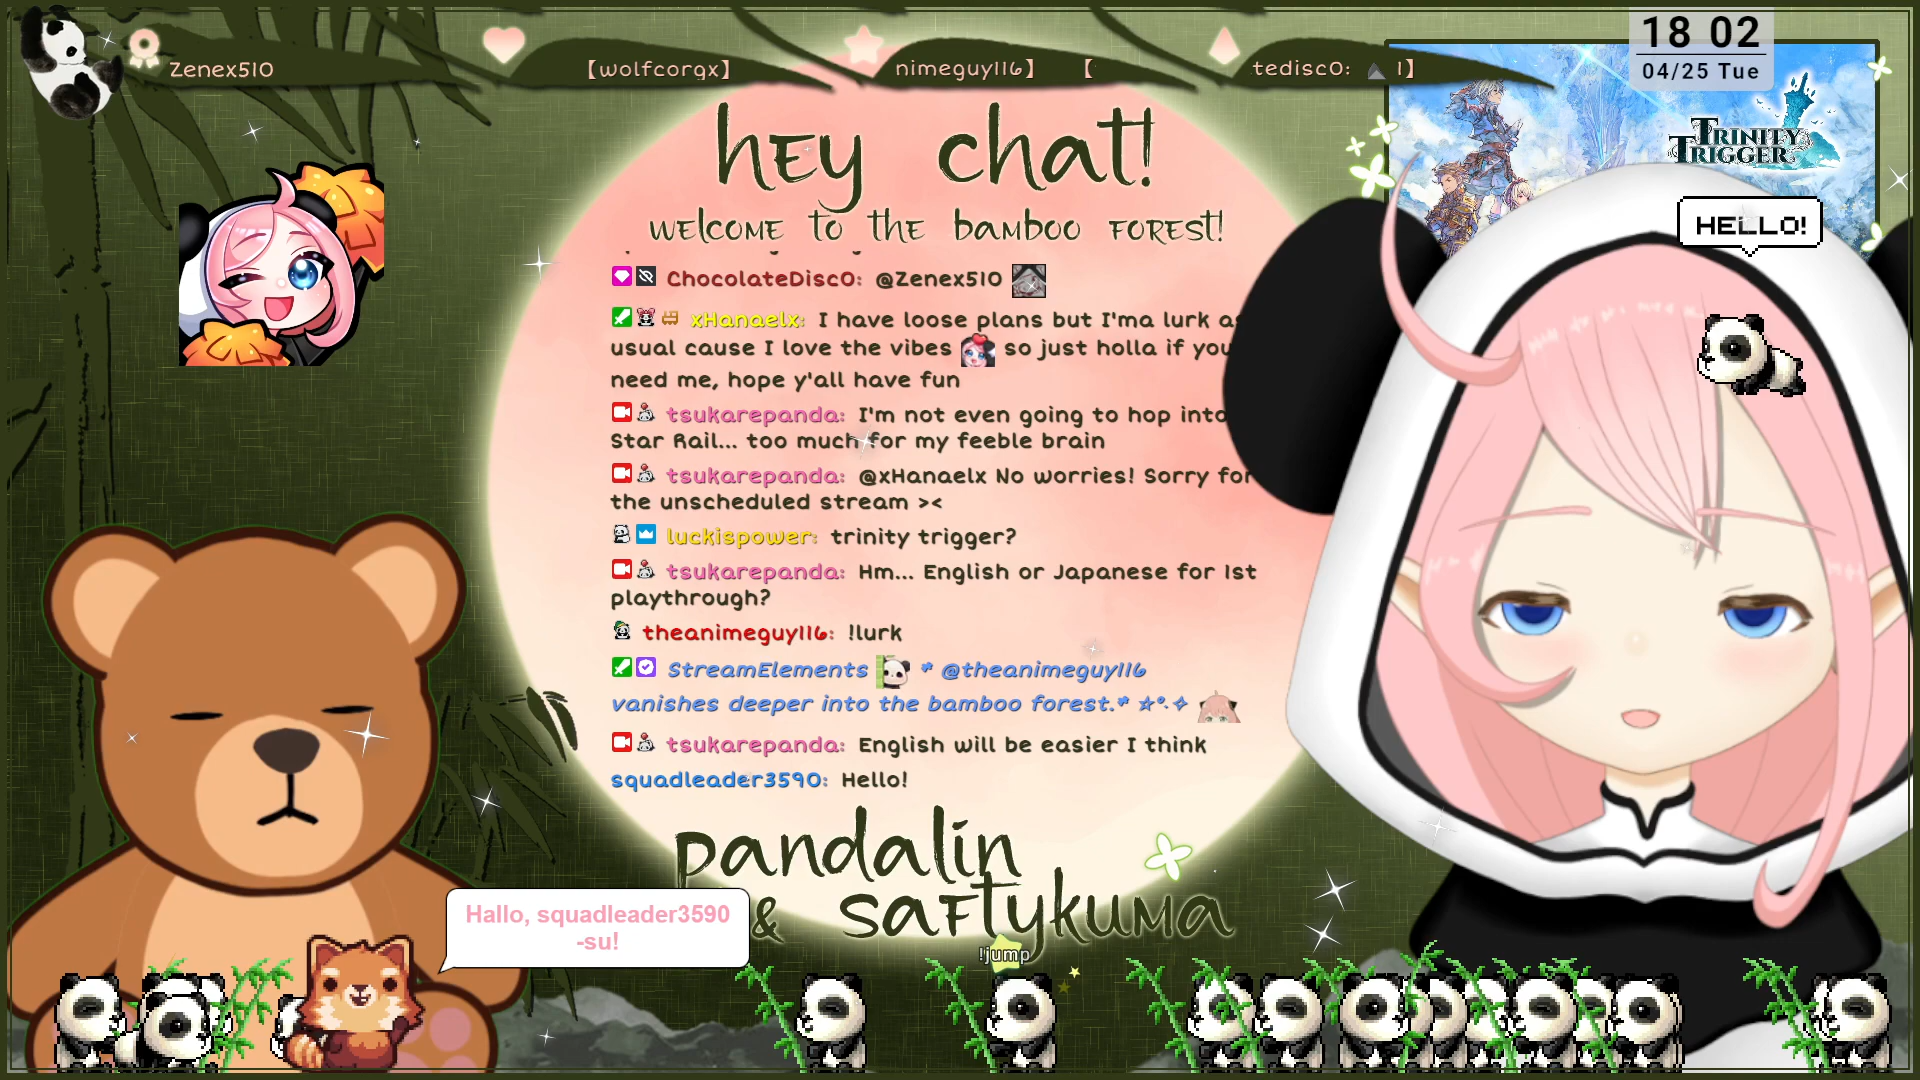 18 02
04/25 Tue
Zenex510
【wolfcorgx】
nimeguy116】
【
tedisc0:
1】
TRINITY TRIGGER
HELLO!
hey chat!
welcome to the bamboo forest!
ChocolateDisc0: @Zenex510
xHanaelx: I have loose plans but I'ma lurk as
usual cause I love the vibes so just holla if you
need me, hope y'all have fun
tsukarepanda: I'm not even going to hop into
Star Rail... too much for my feeble brain
tsukarepanda: @xHanaelx No worries! Sorry for
the unscheduled stream ><
luckispower: trinity trigger?
tsukarepanda: Hm... English or Japanese for 1st
playthrough?
theanimeguy116: !lurk
StreamElements * @theanimeguy116
vanishes deeper into the bamboo forest.* ☆°.✧
tsukarepanda: English will be easier I think
squadleader3590: Hello!
pandalin
& saftykuma
Hallo, squadleader3590
-su!
!jump